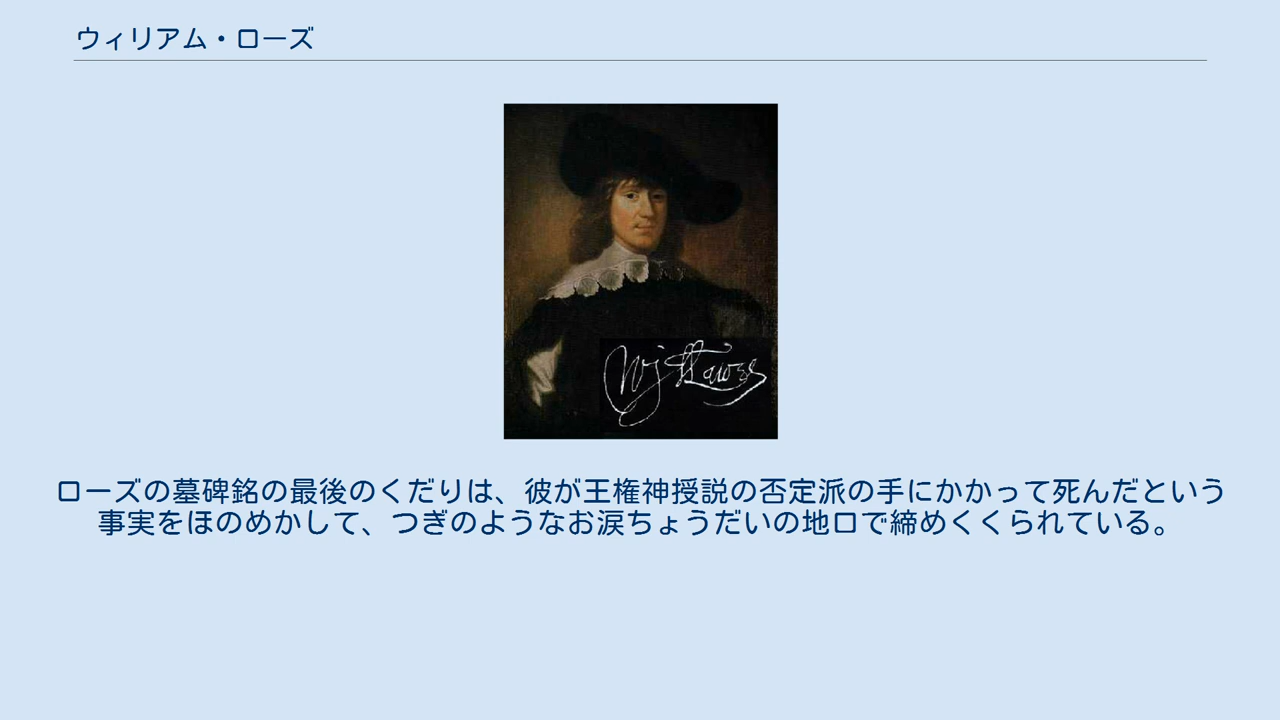 ウィリアム・ローズ
Wj Lawes
ローズの墓碑銘の最後のくだりは、彼が王権神授説の否定派の手にかかって死んだという
事実をほのめかして、つぎのようなお涙ちょうだいの地口で締めくくられている。